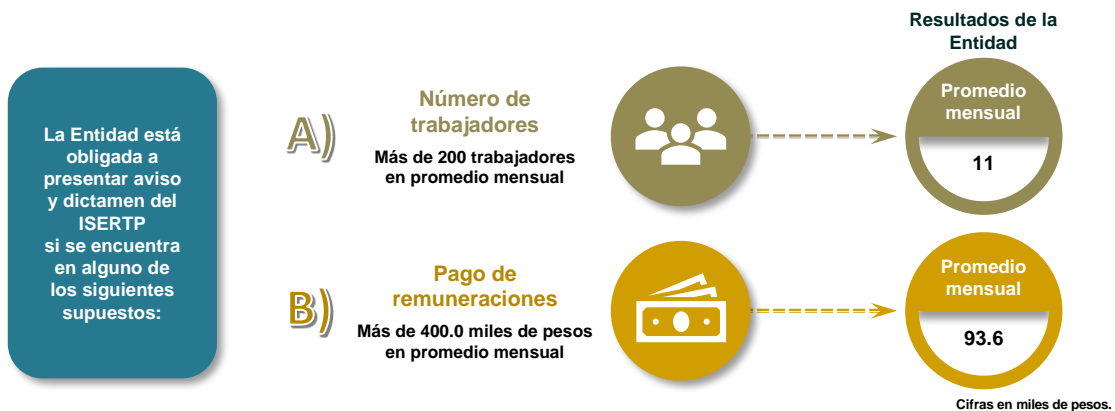 La Entidad está
obligada a
presentar aviso
y dictamen del
ISERTP
si se encuentra
en alguno de
los siguientes
supuestos:
A)
Número de
trabajadores
Más de 200 trabajadores
en promedio mensual
Resultados de la
Entidad
Promedio
mensual
11
B)
Pago de
remuneraciones
Más de 400.0 miles de pesos
en promedio mensual
Promedio
mensual
93.6
Cifras en miles de pesos.